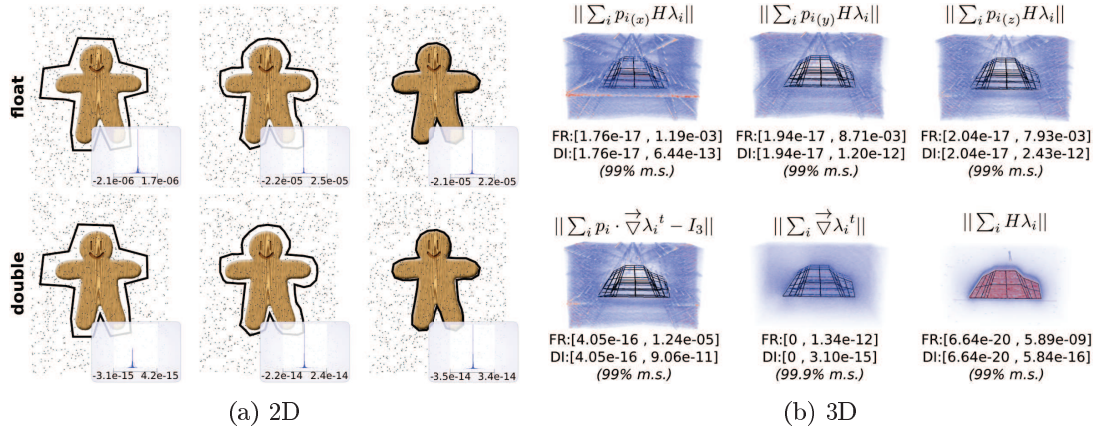 float
-2.1e-06 1.7e-06
-2.2e-05 2.5e-05
-2.1e-05 2.2e-05
double
-3.1e-15 4.2e-15
-2.2e-14 2.4e-14
-3.5e-14 3.4e-14
(a) 2D
|| ∑ᵢ pᵢ₍ₓ₎Hλᵢ||
|| ∑ᵢ pᵢ₍y₎Hλᵢ||
|| ∑ᵢ pᵢ₍z₎Hλᵢ||
FR:[1.76e-17 , 1.19e-03]
DI:[1.76e-17 , 6.44e-13]
(99% m.s.)
FR:[1.94e-17 , 8.71e-03]
DI:[1.94e-17 , 1.20e-12]
(99% m.s.)
FR:[2.04e-17 , 7.93e-03]
DI:[2.04e-17 , 2.43e-12]
(99% m.s.)
|| ∑ᵢ pᵢ · ▽⃗λᵢᵗ − I₃||
|| ∑ᵢ ▽⃗λᵢᵗ||
|| ∑ᵢ Hλᵢ||
FR:[4.05e-16 , 1.24e-05]
DI:[4.05e-16 , 9.06e-11]
(99% m.s.)
FR:[0 , 1.34e-12]
DI:[0 , 3.10e-15]
(99.9% m.s.)
FR:[6.64e-20 , 5.89e-09]
DI:[6.64e-20 , 5.84e-16]
(99% m.s.)
(b) 3D